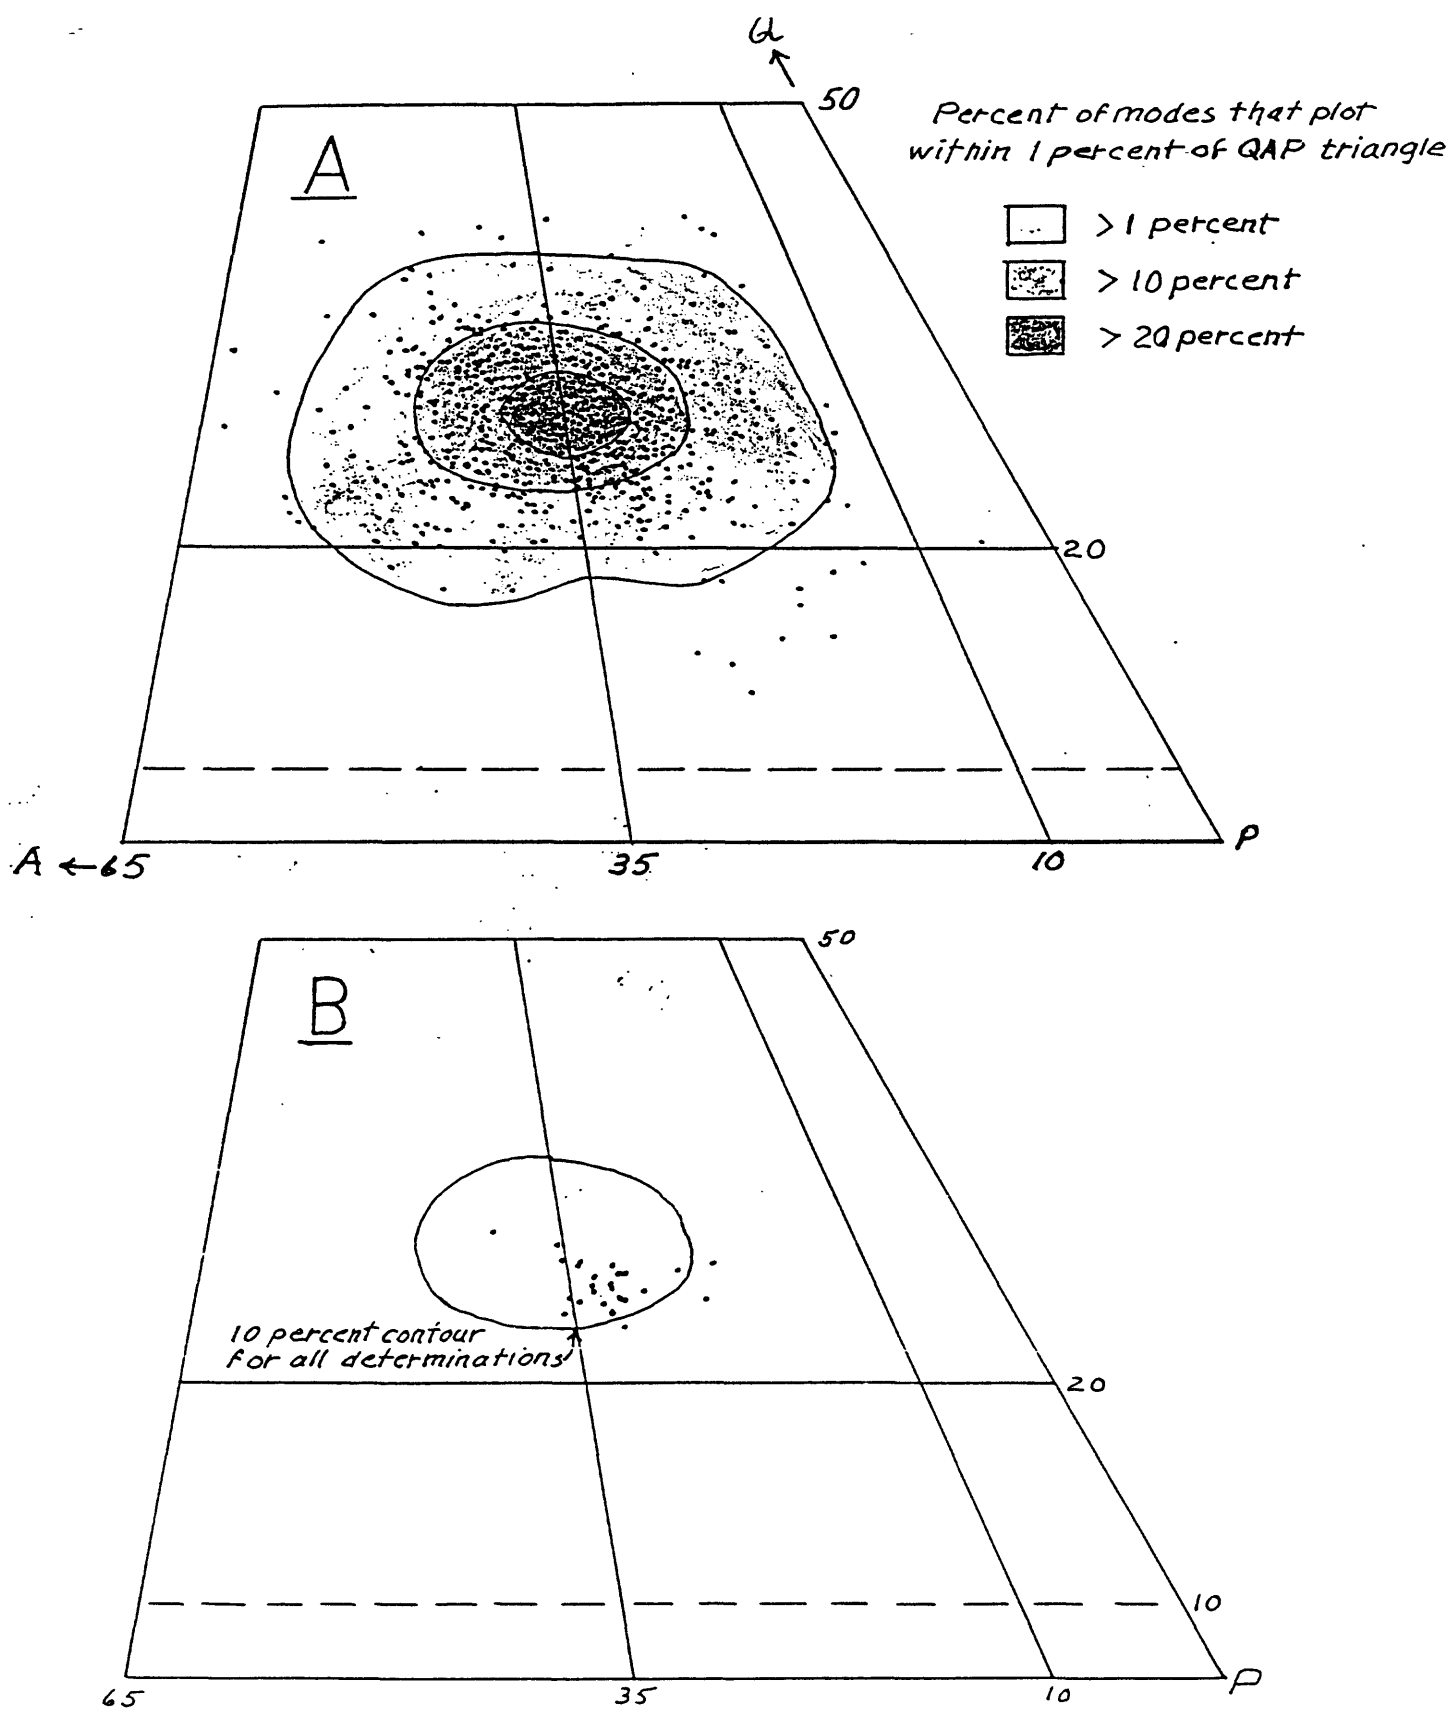 Q
50
Percent of modes that plot
within 1 percent of QAP triangle
A
> 1 percent
> 10 percent
> 20 percent
20
P
A ← 65
35
10
50
B
10 percent contour
for all determinations
20
10
P
65
35
10